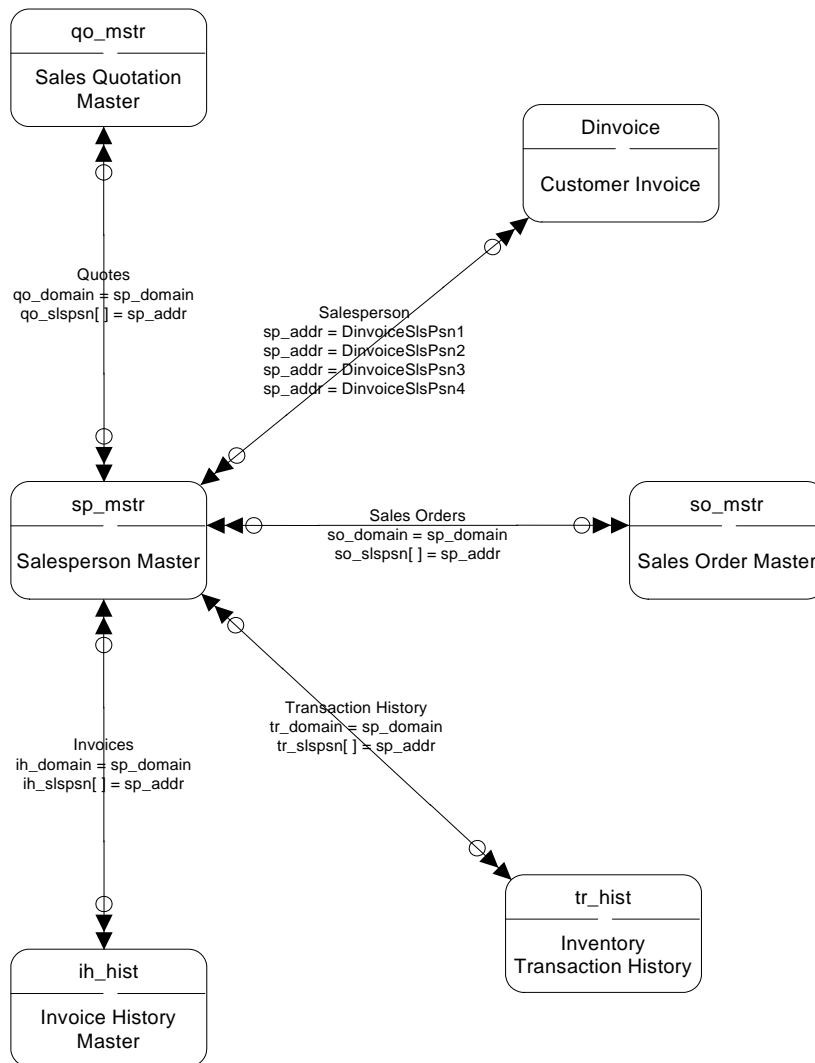 qo_mstr
Sales Quotation
Master
Dinvoice
Customer Invoice
Quotes
qo_domain = sp_domain
qo_slspsn[ ] = sp_addr
Salesperson
sp_addr = DinvoiceSlsPsn1
sp_addr = DinvoiceSlsPsn2
sp_addr = DinvoiceSlsPsn3
sp_addr = DinvoiceSlsPsn4
sp_mstr
Salesperson Master
Sales Orders
so_domain = sp_domain
so_slspsn[ ] = sp_addr
so_mstr
Sales Order Master
Transaction History
tr_domain = sp_domain
tr_slspsn[ ] = sp_addr
Invoices
ih_domain = sp_domain
ih_slspsn[ ] = sp_addr
tr_hist
Inventory
Transaction History
ih_hist
Invoice History
Master